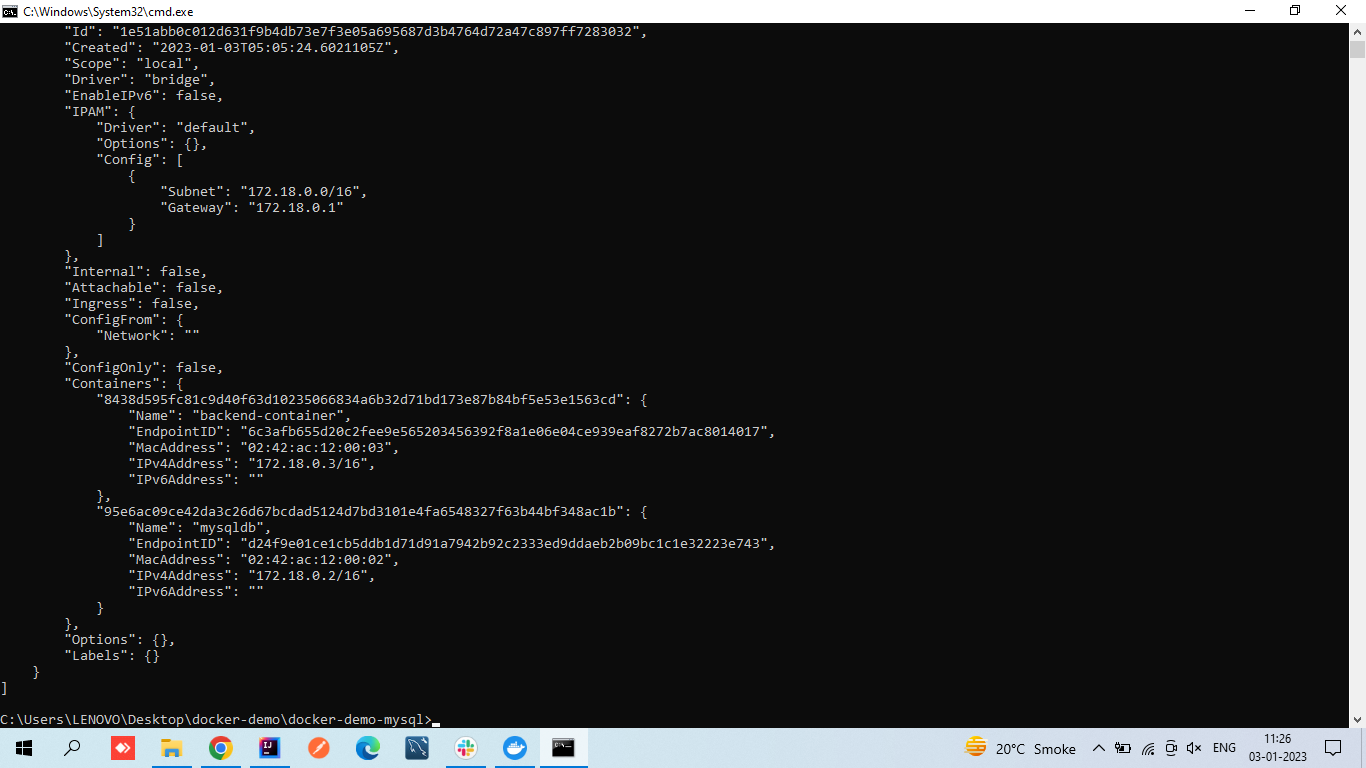 C:\Windows\System32\cmd.exe
        "Id": "1e51abb0c012d631f9b4db73e7f3e05a695687d3b4764d72a47c897ff7283032",
        "Created": "2023-01-03T05:05:24.6021105Z",
        "Scope": "local",
        "Driver": "bridge",
        "EnableIPv6": false,
        "IPAM": {
            "Driver": "default",
            "Options": {},
            "Config": [
                {
                    "Subnet": "172.18.0.0/16",
                    "Gateway": "172.18.0.1"
                }
            ]
        },
        "Internal": false,
        "Attachable": false,
        "Ingress": false,
        "ConfigFrom": {
            "Network": ""
        },
        "ConfigOnly": false,
        "Containers": {
            "8438d595fc81c9d40f63d10235066834a6b32d71bd173e87b84bf5e53e1563cd": {
                "Name": "backend-container",
                "EndpointID": "6c3afb655d20c2fee9e565203456392f8a1e06e04ce939eaf8272b7ac8014017",
                "MacAddress": "02:42:ac:12:00:03",
                "IPv4Address": "172.18.0.3/16",
                "IPv6Address": ""
            },
            "95e6ac09ce42da3c26d67bcdad5124d7bd3101e4fa6548327f63b44bf348ac1b": {
                "Name": "mysqldb",
                "EndpointID": "d24f9e01ce1cb5ddb1d71d91a7942b92c2333ed9ddaeb2b09bc1c1e32223e743",
                "MacAddress": "02:42:ac:12:00:02",
                "IPv4Address": "172.18.0.2/16",
                "IPv6Address": ""
            }
        },
        "Options": {},
        "Labels": {}
    }
]
C:\Users\LENOVO\Desktop\docker-demo\docker-demo-mysql>
20°C Smoke
ENG
11:26
03-01-2023